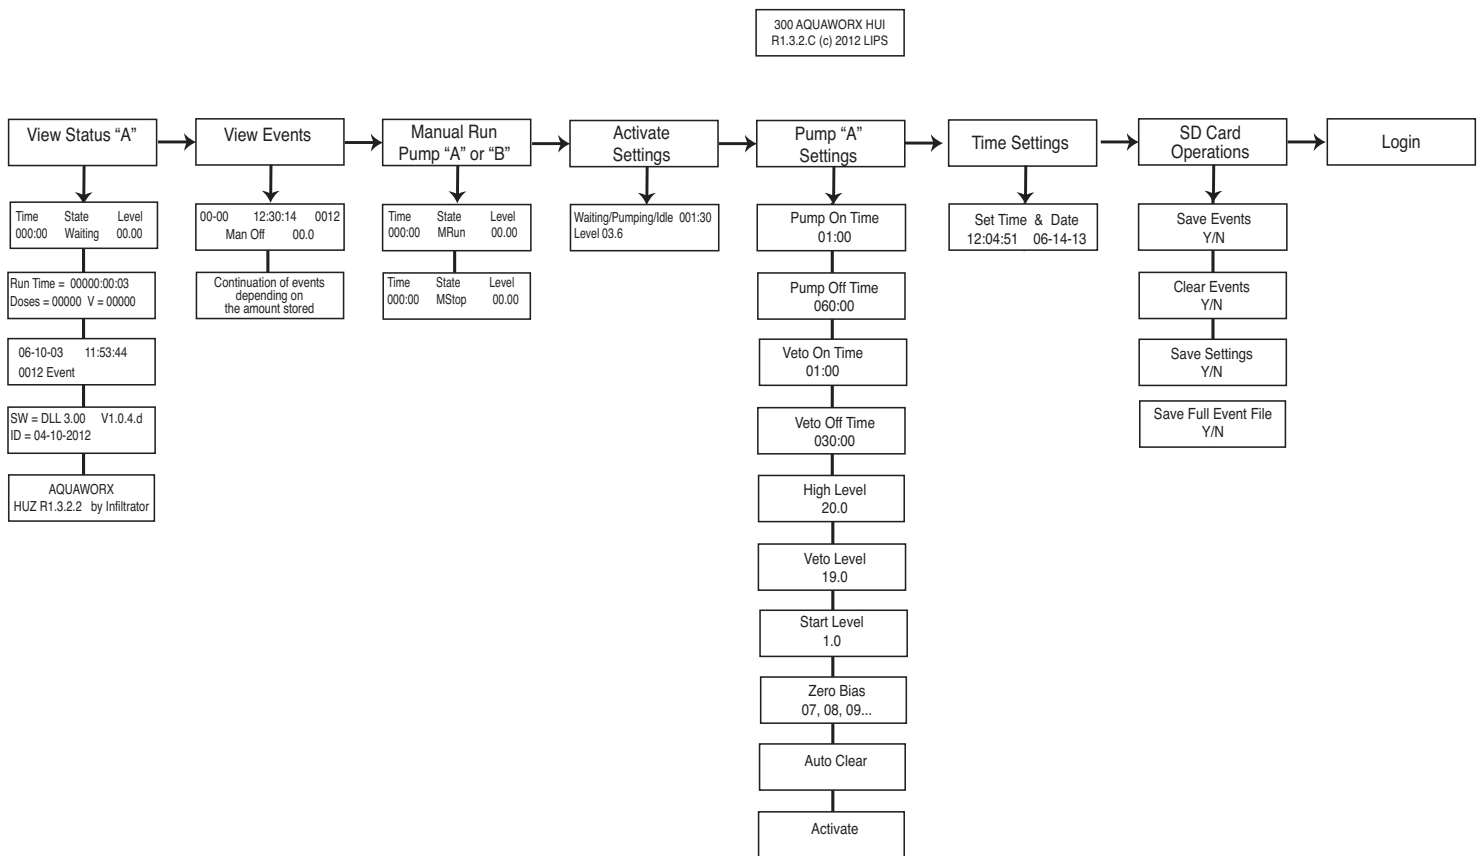 300 AQUAWORX HUI
R1.3.2.C (c) 2012 LIPS
View Status “A”
View Events
Manual Run
Pump “A” or “B”
Activate
Settings
Pump “A”
Settings
Time Settings
SD Card
Operations
Login
Time State Level
000:00 Waiting 00.00
Run Time = 00000:00:03
Doses = 00000 V = 00000
06-10-03 11:53:44
0012 Event
SW = DLL 3.00 V1.0.4.d
ID = 04-10-2012
AQUAWORX
HUZ R1.3.2.2 by Infiltrator
00-00 12:30:14 0012
Man Off 00.0
Continuation of events
depending on
the amount stored
Time State Level
000:00 MRun 00.00
Time State Level
000:00 MStop 00.00
Waiting/Pumping/Idle 001:30
Level 03.6
Pump On Time
01:00
Pump Off Time
060:00
Veto On Time
01:00
Veto Off Time
030:00
High Level
20.0
Veto Level
19.0
Start Level
1.0
Zero Bias
07, 08, 09...
Auto Clear
Activate
Set Time & Date
12:04:51 06-14-13
Save Events
Y/N
Clear Events
Y/N
Save Settings
Y/N
Save Full Event File
Y/N